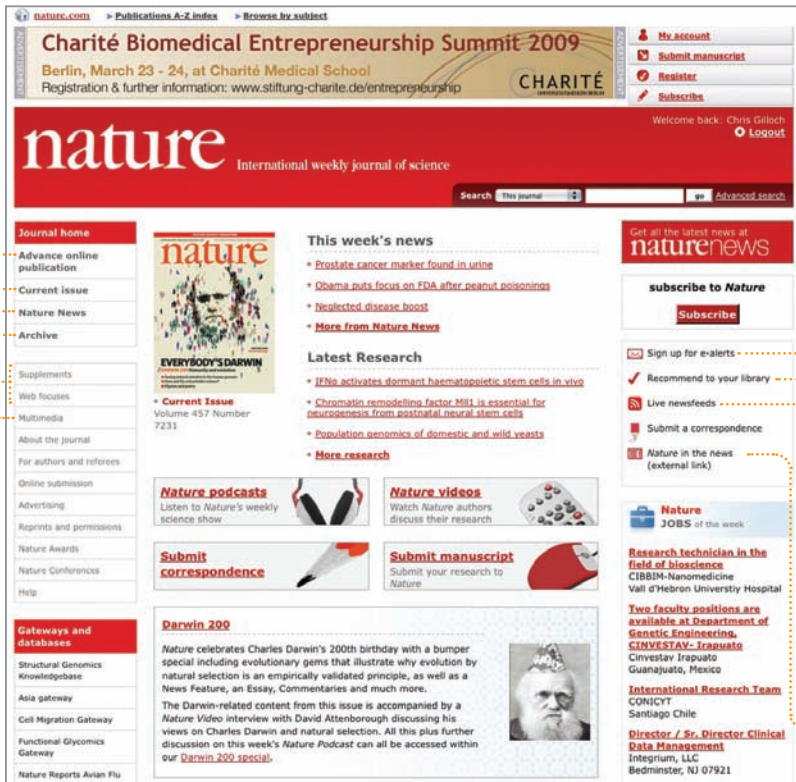 nature.com ▸ Publications A-Z index ▸ Browse by subject
ADVERTISEMENT
Charité Biomedical Entrepreneurship Summit 2009
Berlin, March 23 - 24, at Charité Medical School
Registration & further information: www.stiftung-charite.de/entrepreneurship
CHARITÉ
ADVERTISEMENT
My account
Submit manuscript
Register
Subscribe
nature International weekly journal of science
Welcome back: Chris Gilloch
Logout
Search This journal go Advanced search
Journal home
Advance online
publication
Current issue
Nature News
Archive
Supplements
Web focuses
Multimedia
About the journal
For authors and referees
Online submission
Advertising
Reprints and permissions
Nature Awards
Nature Conferences
Help
Gateways and
databases
Structural Genomics
Knowledgebase
Asia gateway
Cell Migration Gateway
Functional Glycomics
Gateway
Nature Reports Avian Flu
nature
EVERYBODY'S DARWIN
Current Issue
Volume 457 Number
7231
This week's news
Prostate cancer marker found in urine
Obama puts focus on FDA after peanut poisonings
Neglected disease boost
More from Nature News
Latest Research
IFNα activates dormant haematopoietic stem cells in vivo
Chromatin remodelling factor Mll1 is essential for
neurogenesis from postnatal neural stem cells
Population genomics of domestic and wild yeasts
More research
Nature podcasts
Listen to Nature's weekly
science show
Nature videos
Watch Nature authors
discuss their research
Submit
correspondence
Submit manuscript
Submit your research to
Nature
Darwin 200
Nature celebrates Charles Darwin's 200th birthday with a bumper
special including evolutionary gems that illustrate why evolution by
natural selection is an empirically validated principle, as well as a
News Feature, an Essay, Commentaries and much more.
The Darwin-related content from this issue is accompanied by a
Nature Video interview with David Attenborough discussing his
views on Charles Darwin and natural selection. All this plus further
discussion on this week's Nature Podcast can all be accessed within
our Darwin 200 special.
Get all the latest news at
naturenews
subscribe to Nature
Subscribe
Sign up for e-alerts
Recommend to your library
Live newsfeeds
Submit a correspondence
Nature in the news
(external link)
Nature
JOBS of the week
Research technician in the
field of bioscience
CIBBIM-Nanomedicine
Vall d'Hebron Universtiy Hospital
Two faculty positions are
available at Department of
Genetic Engineering,
CINVESTAV- Irapuato
Cinvestav Irapuato
Guanajuato, Mexico
International Research Team
CONICYT
Santiago Chile
Director / Sr. Director Clinical
Data Management
Integrium, LLC
Bedminster, NJ 07921